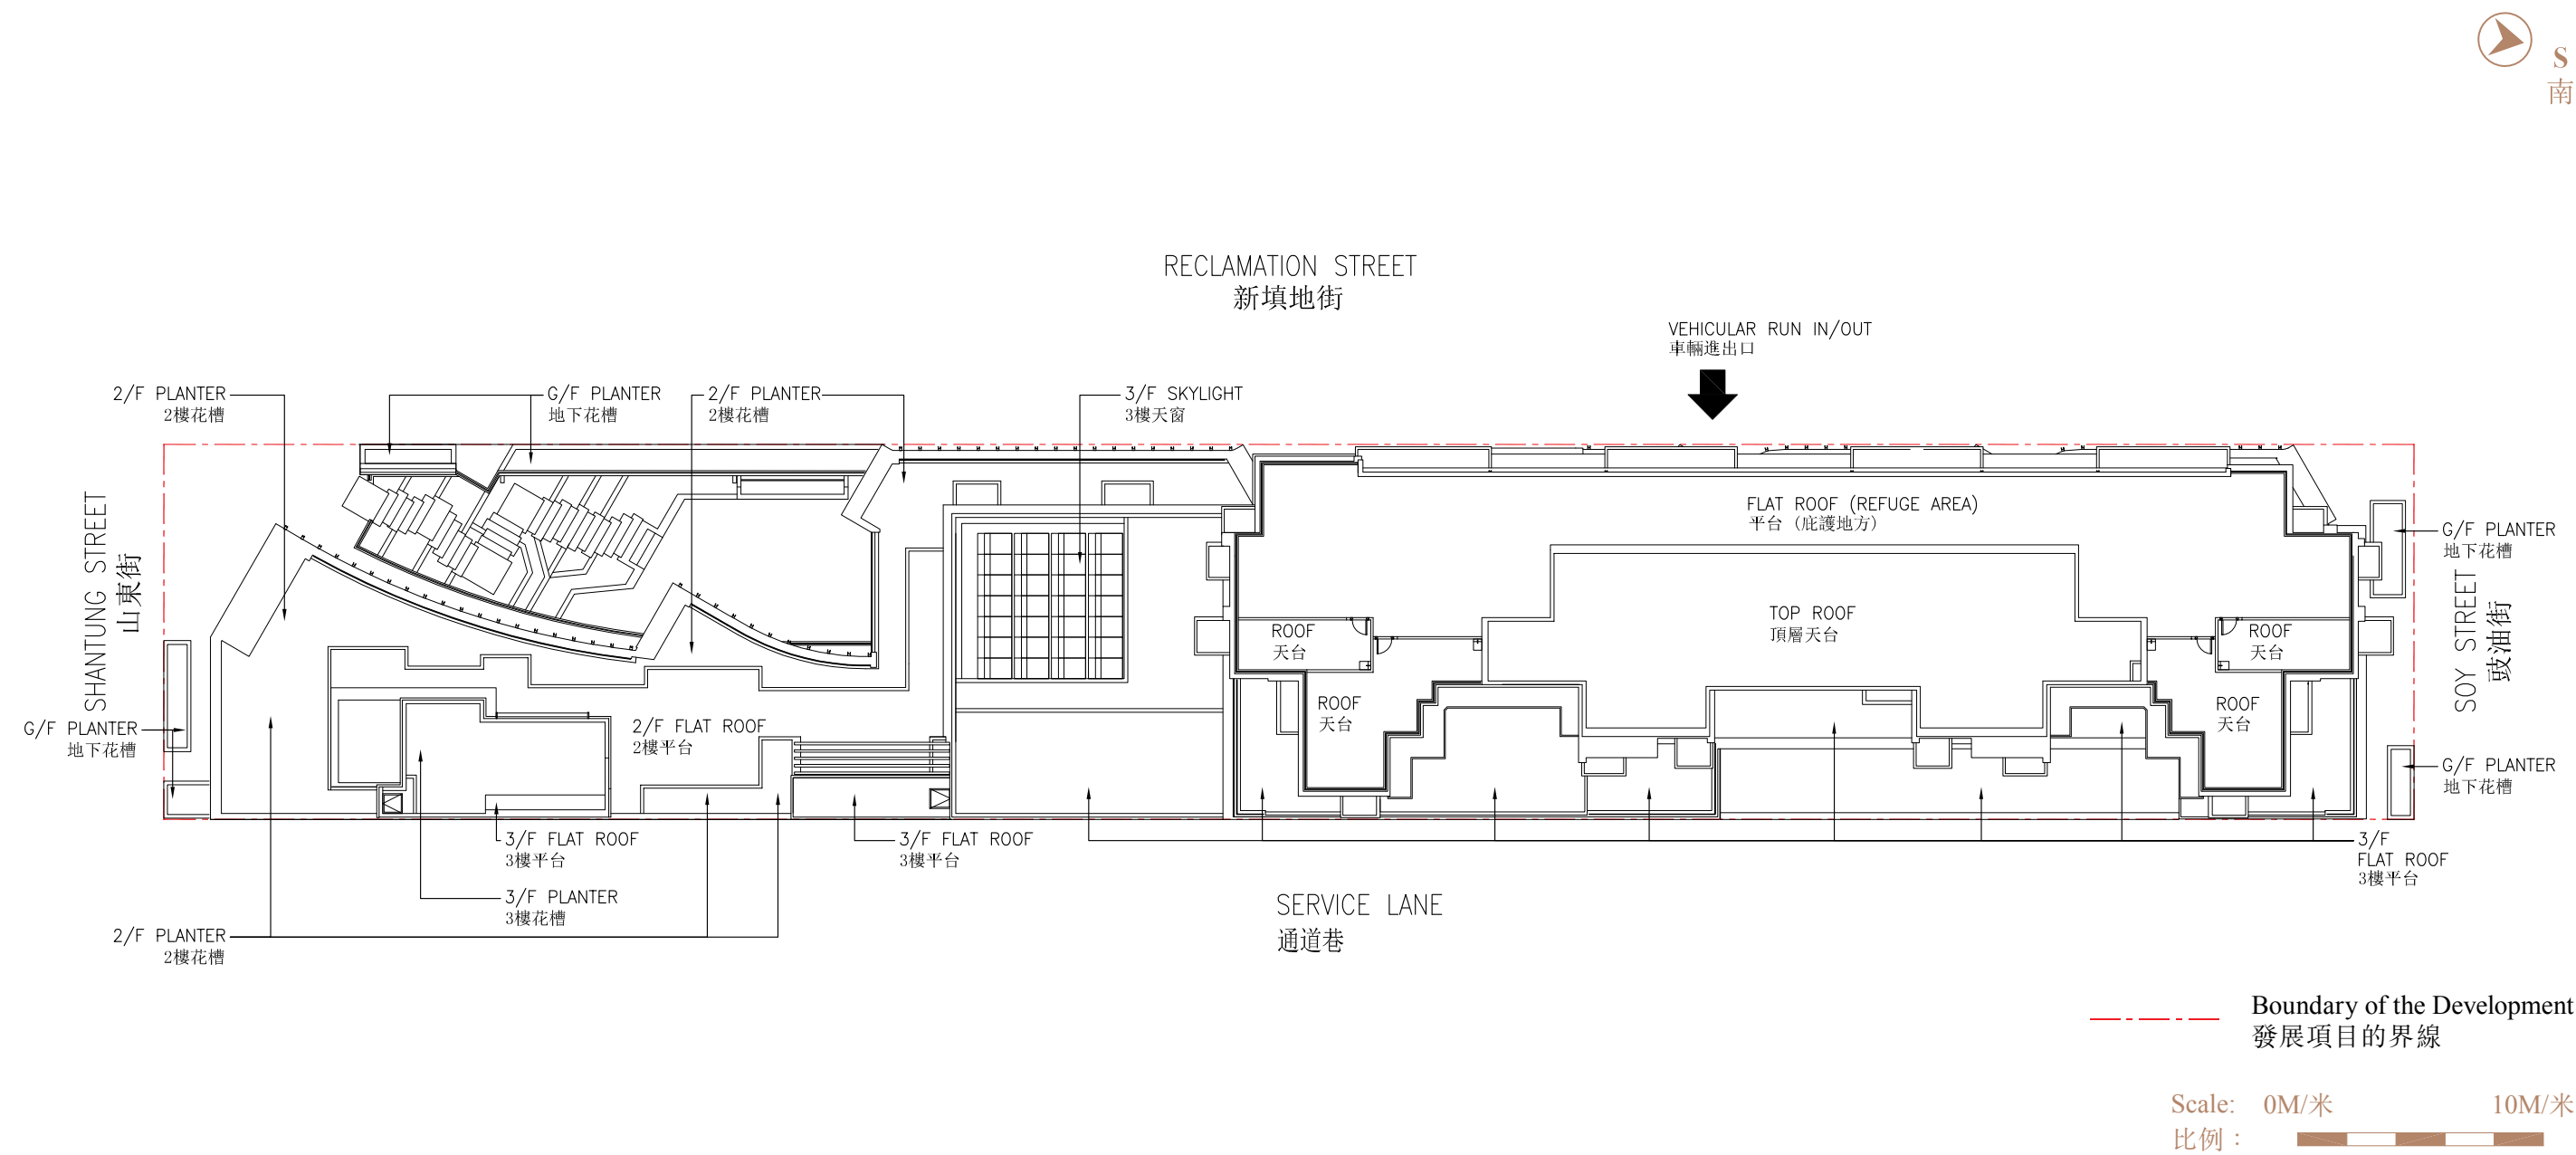 S
南
RECLAMATION STREET
新填地街
VEHICULAR RUN IN/OUT
車輛進出口
2/F PLANTER
2樓花槽
G/F PLANTER
地下花槽
2/F PLANTER
2樓花槽
3/F SKYLIGHT
3樓天窗
SHANTUNG STREET
山東街
FLAT ROOF (REFUGE AREA)
平台 (庇護地方)
G/F PLANTER
地下花槽
SOY STREET
豉油街
TOP ROOF
頂層天台
ROOF
天台
ROOF
天台
ROOF
天台
ROOF
天台
G/F PLANTER
地下花槽
2/F FLAT ROOF
2樓平台
G/F PLANTER
地下花槽
3/F FLAT ROOF
3樓平台
3/F FLAT ROOF
3樓平台
3/F
FLAT ROOF
3樓平台
3/F PLANTER
3樓花槽
2/F PLANTER
2樓花槽
SERVICE LANE
通道巷
Boundary of the Development
發展項目的界線
Scale: 0M/米 10M/米
比例：